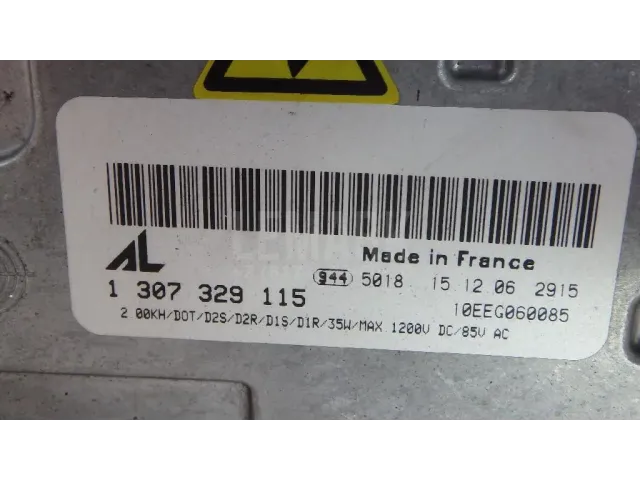 AL
Made in France
1 307 329 115
944 5018 15.12.06 2915
10EEG060085
2.00KH/DOT/D2S/D2R/D1S/D1R/35W/MAX.1200V DC/85V AC